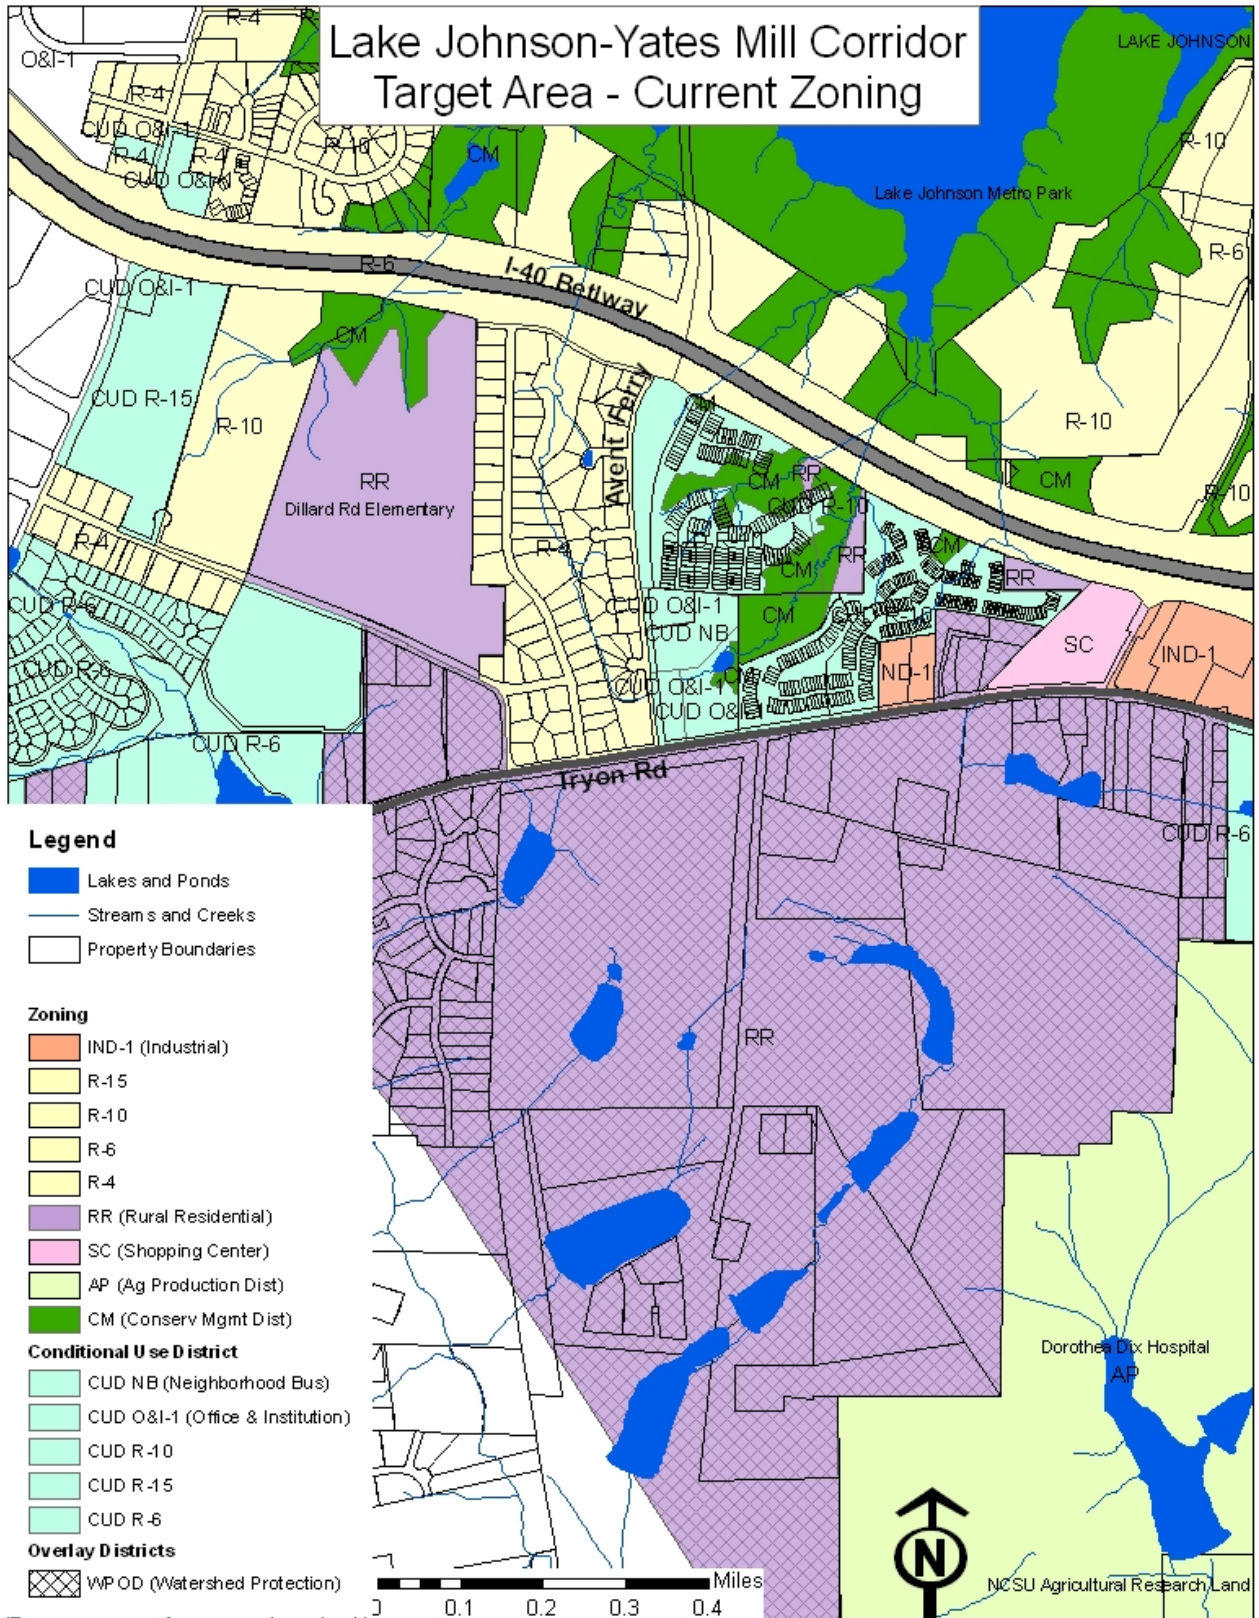 Lake Johnson-Yates Mill Corridor
Target Area - Current Zoning
R-4
O&I-1
LAKE JOHNSON
R-4
CUD O&I-1
R-4
R-4
R-10
CM
R-10
CUD O&I-1
Lake Johnson Metro Park
R-6
R-6
I-40 Beltlway
CUD O&I-1
CM
CUD R-15
R-10
Avent Ferry
CM
R-10
RR
Dillard Rd Elementary
CM
RR
CM
R-10
CUD R-10
R-4
R-4
RR
CM
CM
RR
CUD R-6
CUD O&I-1
CM
CUD NB
SC
IND-1
CUD R-6
IND-1
CUD O&I-1
CUD O&I-1
CUD R-6
Tryon Rd
CUD R-6
RR
Dorothea Dix Hospital
AP
NCSU Agricultural Research Land
N
Legend
Lakes and Ponds
Streams and Creeks
Property Boundaries
Zoning
IND-1 (Industrial)
R-15
R-10
R-6
R-4
RR (Rural Residential)
SC (Shopping Center)
AP (Ag Production Dist)
CM (Conserv Mgmt Dist)
Conditional Use District
CUD NB (Neighborhood Bus)
CUD O&I-1 (Office & Institution)
CUD R-10
CUD R-15
CUD R-6
Overlay Districts
WPOD (Watershed Protection)
Miles
0 0.1 0.2 0.3 0.4